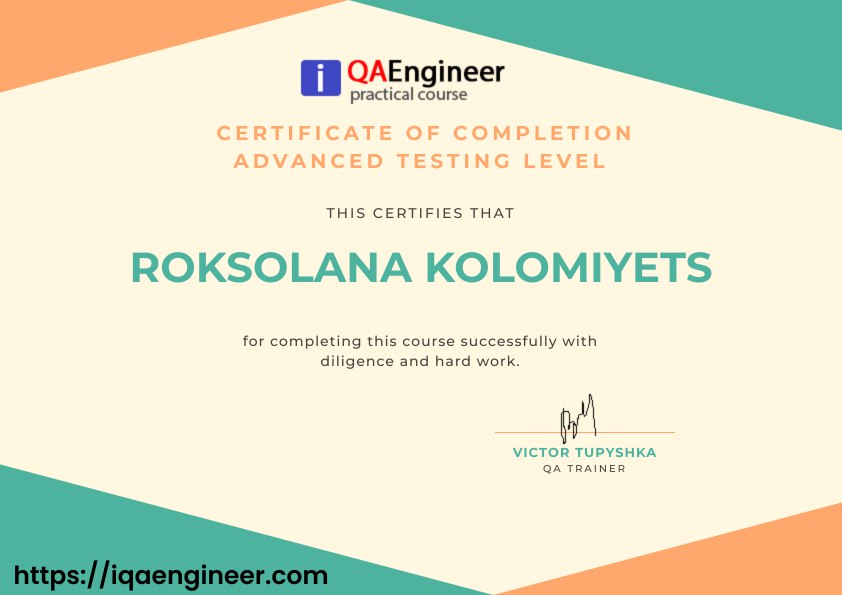 i QAEngineer
practical course
CERTIFICATE OF COMPLETION
ADVANCED TESTING LEVEL
THIS CERTIFIES THAT
ROKSOLANA KOLOMIYETS
for completing this course successfully with
diligence and hard work.
VICTOR TUPYSHKA
QA TRAINER
https://iqaengineer.com